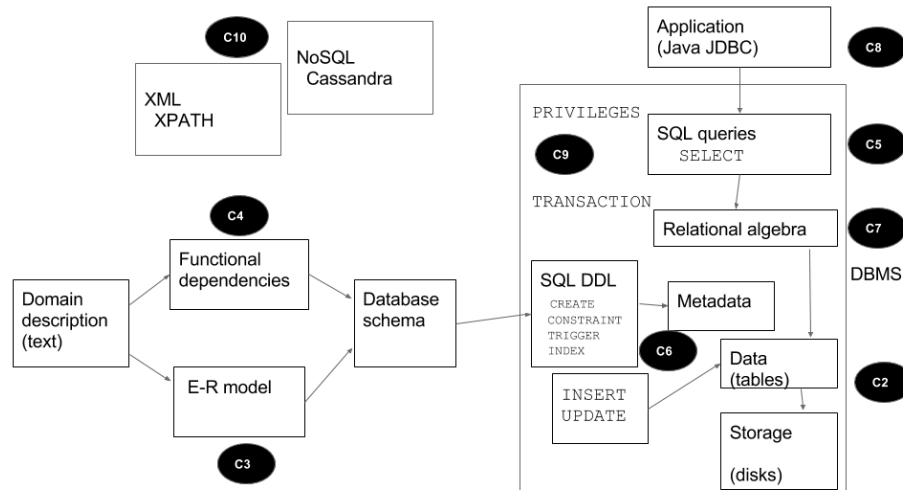 C10
NoSQL
Cassandra
XML
XPATH
Application
(Java JDBC)
C8
PRIVILEGES
C9
SQL queries
SELECT
C5
TRANSACTION
Relational algebra
C7
DBMS
C4
Functional
dependencies
Domain
description
(text)
Database
schema
E-R model
C3
SQL DDL
CREATE
CONSTRAINT
TRIGGER
INDEX
Metadata
C6
Data
(tables)
C2
INSERT
UPDATE
Storage
(disks)